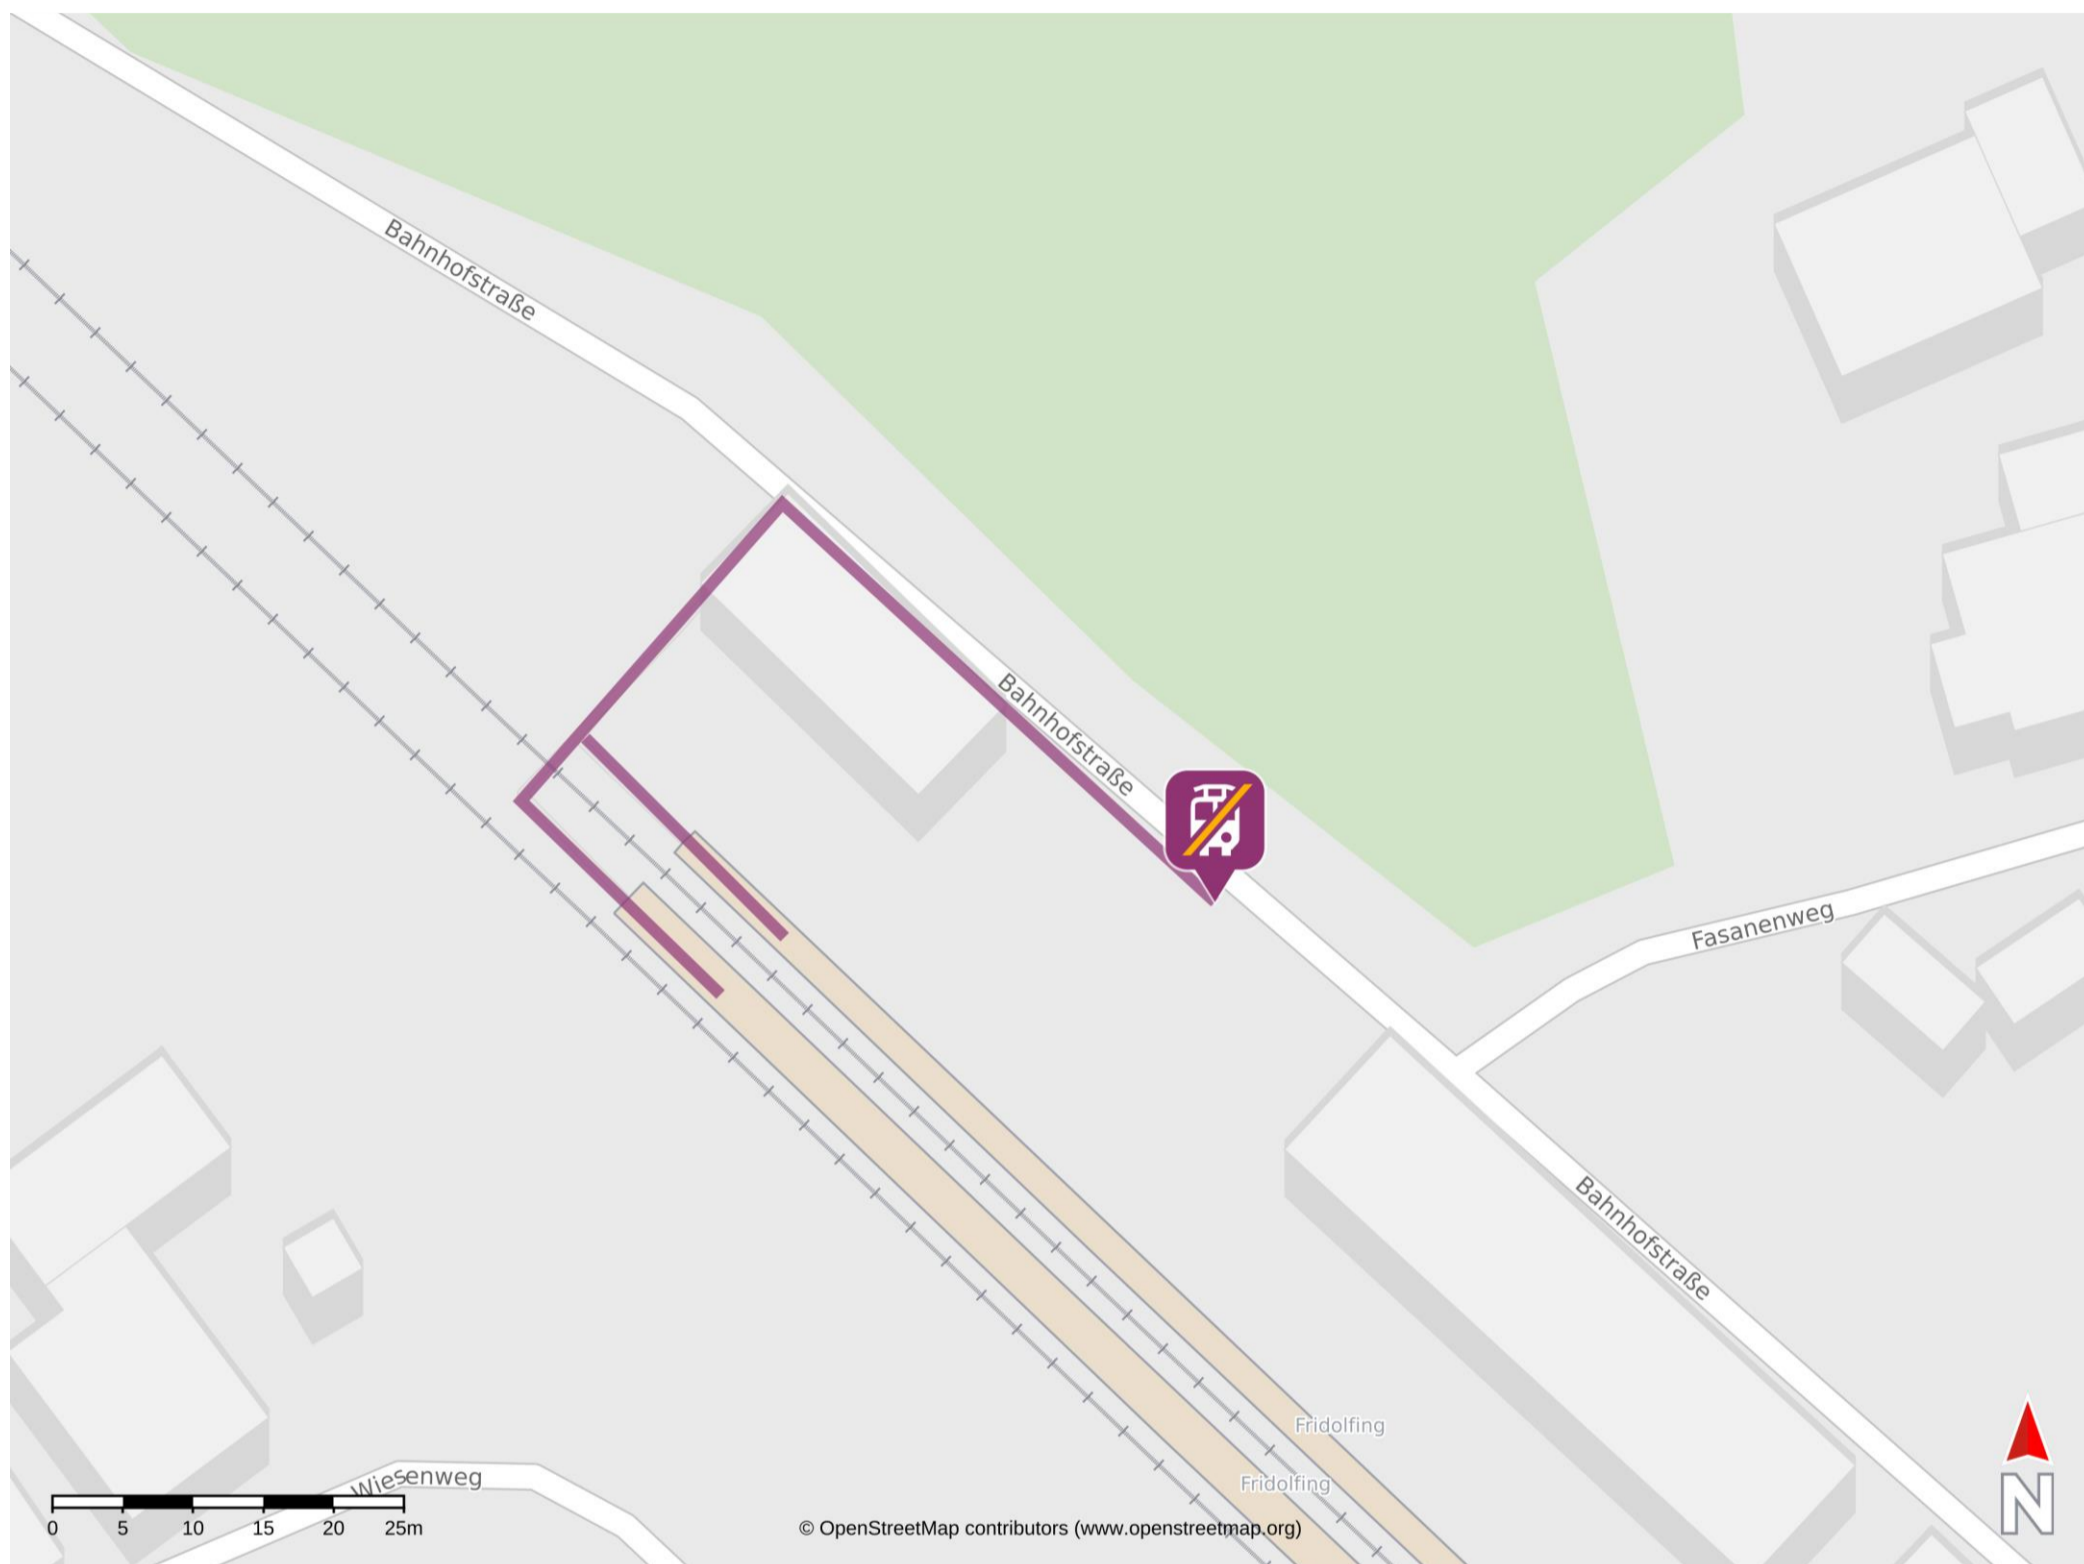 Bahnhofstraße
Bahnhofstraße
Fasanenweg
Bahnhofstraße
Fridolfing
Fridolfing
Wiesenweg
0 5 10 15 20 25m
© OpenStreetMap contributors (www.openstreetmap.org)
N